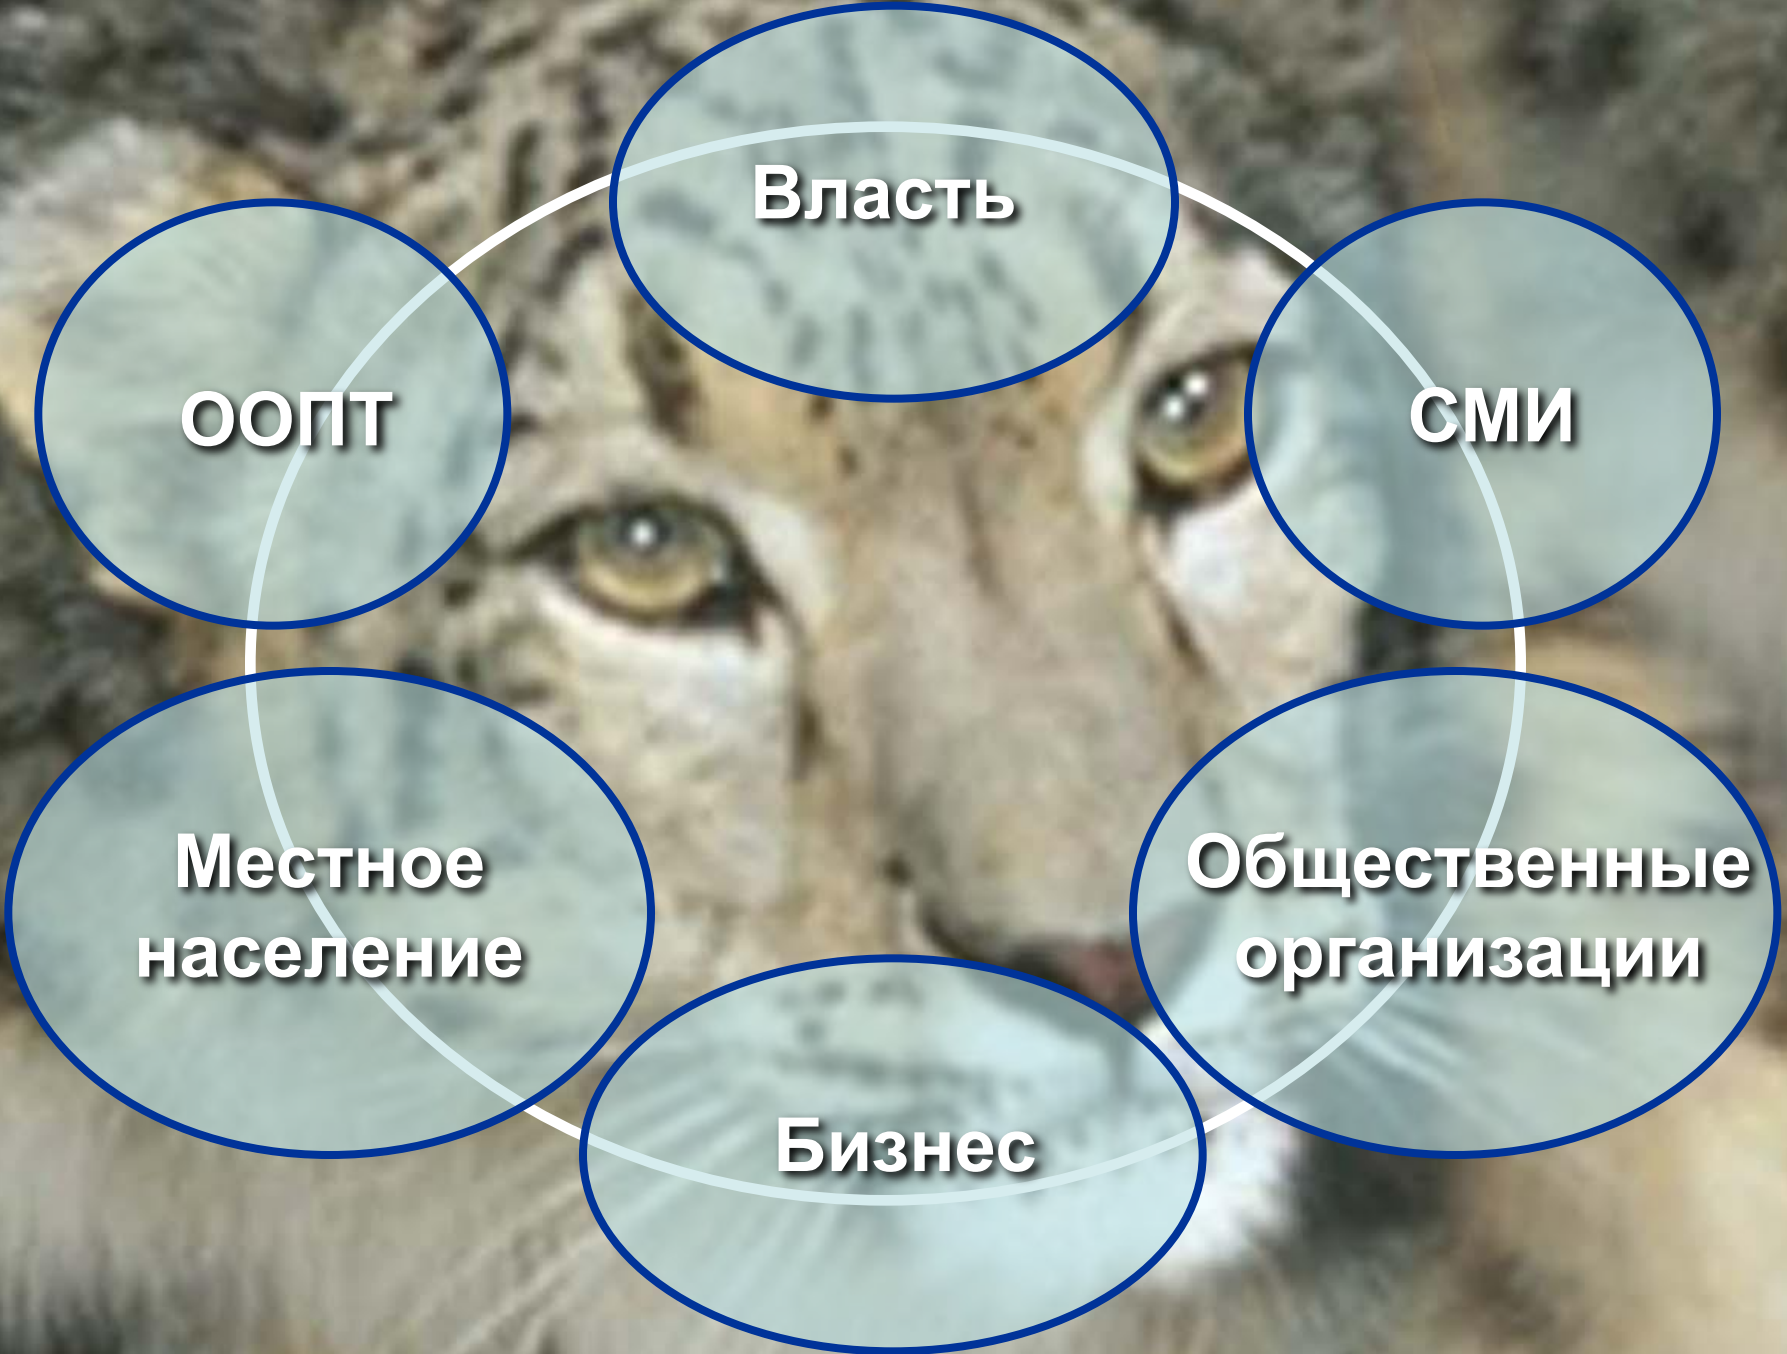 Власть
ООПТ
СМИ
Местное
население
Общественные
организации
Бизнес